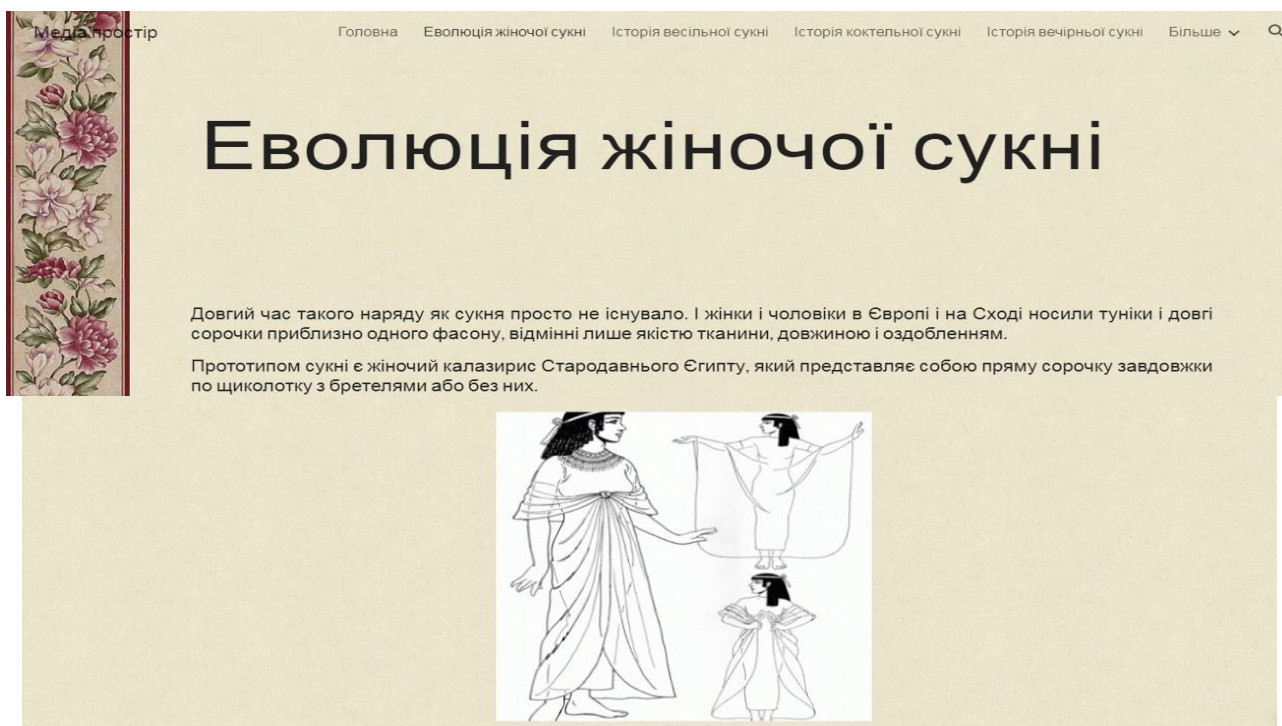 Медіа простір Головна Еволюція жіночої сукні Історія весільної сукні Історія коктельної сукні Історія вечірньої сукні Більше
Еволюція жіночої сукні
Довгий час такого наряду як сукня просто не існувало. І жінки і чоловіки в Європі і на Сході носили туніки і довгі
сорочки приблизно одного фасону, відмінні лише якістю тканини, довжиною і оздобленням.
Прототипом сукні є жіночий калазирис Стародавнього Єгипту, який представляє собою пряму сорочку завдовжки
по щиколотку з бретелями або без них.